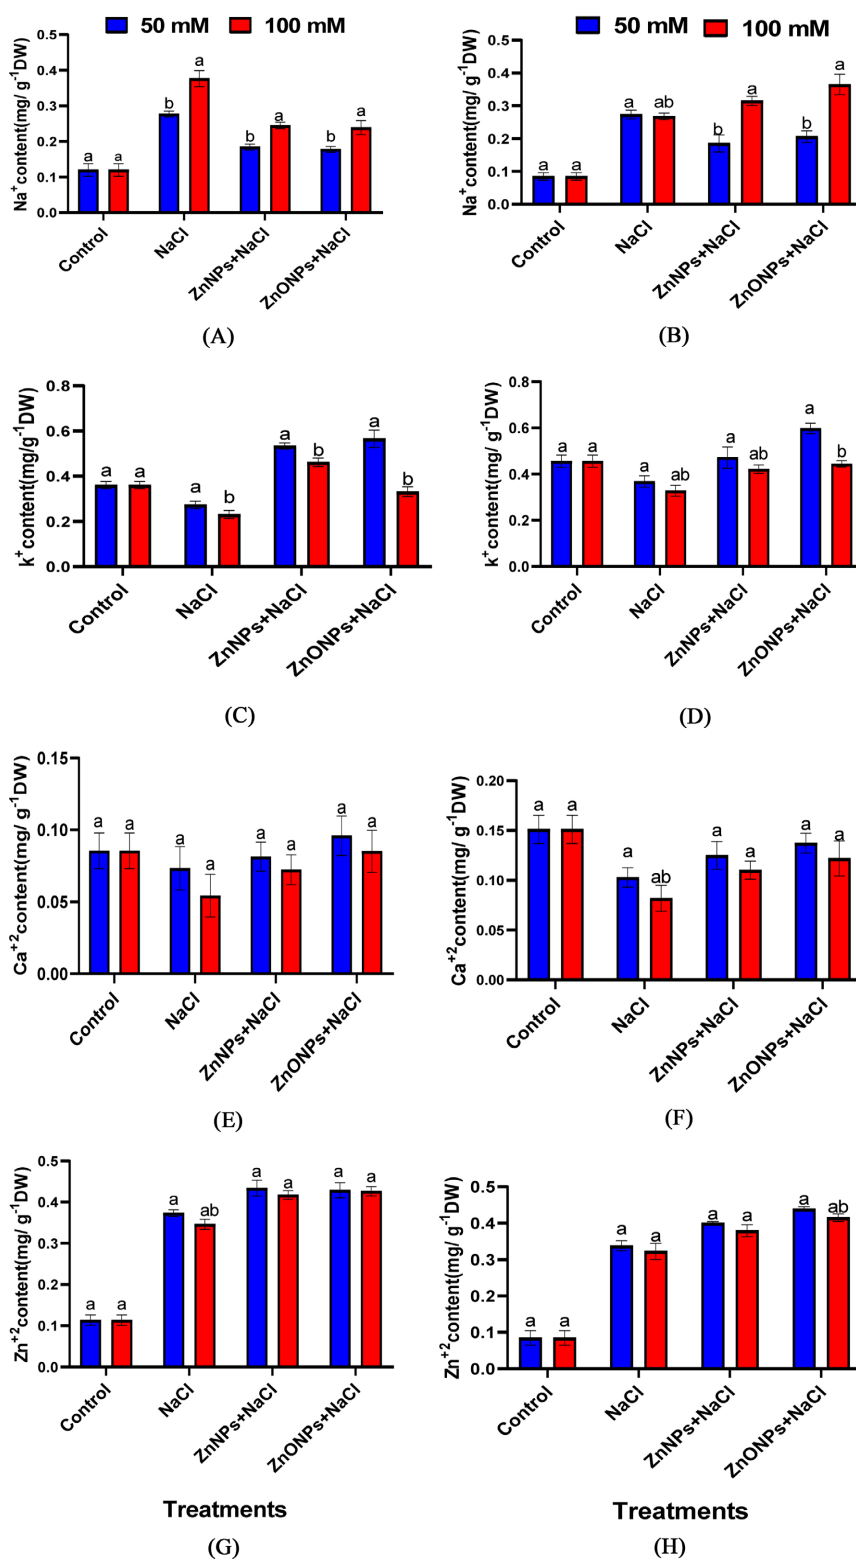 50 mM 100 mM
Na+ content(mg/ g-1DW)
0.5
0.4
0.3
0.2
0.1
0.0
a a b a b a b a
Control NaCl ZnNPs+NaCl ZnONPs+NaCl
(A)
50 mM 100 mM
Na+ content(mg/ g-1DW)
0.5
0.4
0.3
0.2
0.1
0.0
a a a ab b a b a
Control NaCl ZnNPs+NaCl ZnONPs+NaCl
(B)
k+ content(mg/g-1DW)
0.8
0.6
0.4
0.2
0.0
a a a b a b a b
Control NaCl ZnNPs+NaCl ZnONPs+NaCl
(C)
k+ content(mg/ g-1DW)
0.8
0.6
0.4
0.2
0.0
a a a ab a ab a b
Control NaCl ZnNPs+NaCl ZnONPs+NaCl
(D)
Ca+2content(mg/ g-1DW)
0.15
0.10
0.05
0.00
a a a a a a a a
Control NaCl ZnNPs+NaCl ZnONPs+NaCl
(E)
Ca+2content(mg/ g-1DW)
0.20
0.15
0.10
0.05
0.00
a a a ab a a a a
Control NaCl ZnNPs+NaCl ZnONPs+NaCl
(F)
Zn+2content(mg/ g-1DW)
0.5
0.4
0.3
0.2
0.1
0.0
a a a ab a a a a
Control NaCl ZnNPs+NaCl ZnONPs+NaCl
Treatments
(G)
Zn+2content(mg/ g-1DW)
0.5
0.4
0.3
0.2
0.1
0.0
a a a a a a a ab
Control NaCl ZnNPs+NaCl ZnONPs+NaCl
Treatments
(H)